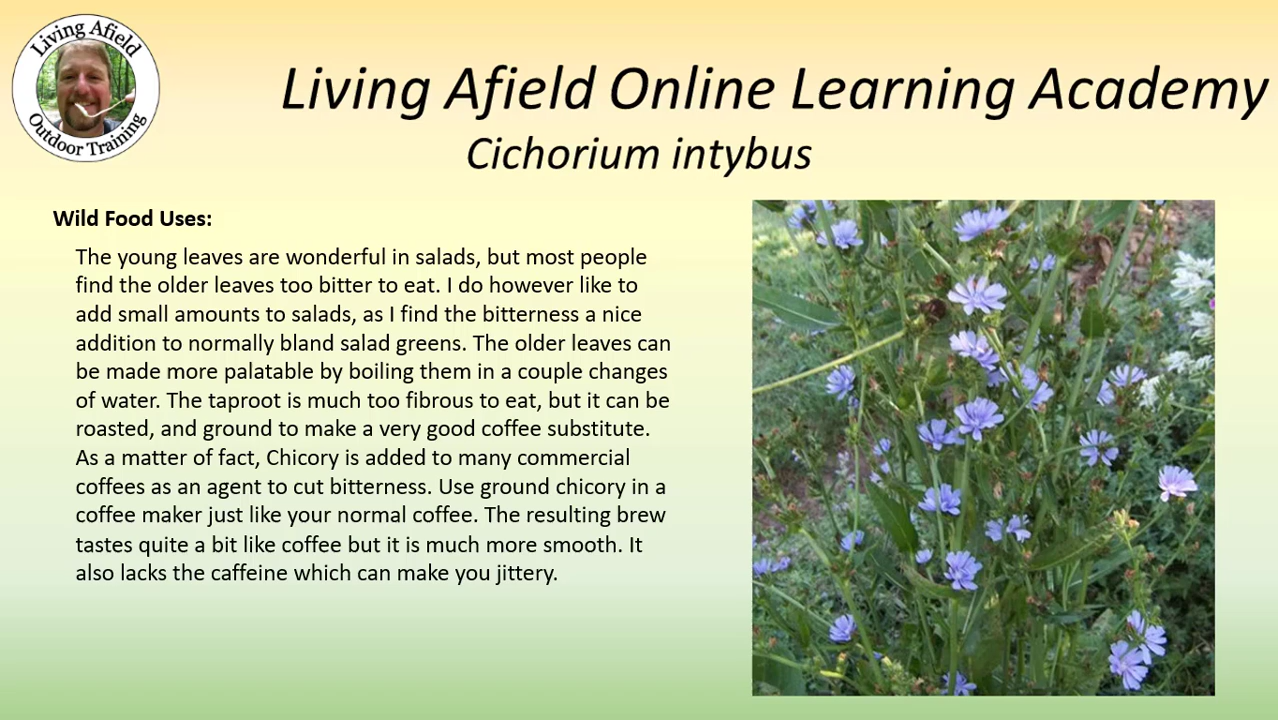 Living Afield
Outdoor Training
Living Afield Online Learning Academy
Cichorium intybus
Wild Food Uses:
The young leaves are wonderful in salads, but most people
find the older leaves too bitter to eat. I do however like to
add small amounts to salads, as I find the bitterness a nice
addition to normally bland salad greens. The older leaves can
be made more palatable by boiling them in a couple changes
of water. The taproot is much too fibrous to eat, but it can be
roasted, and ground to make a very good coffee substitute.
As a matter of fact, Chicory is added to many commercial
coffees as an agent to cut bitterness. Use ground chicory in a
coffee maker just like your normal coffee. The resulting brew
tastes quite a bit like coffee but it is much more smooth. It
also lacks the caffeine which can make you jittery.